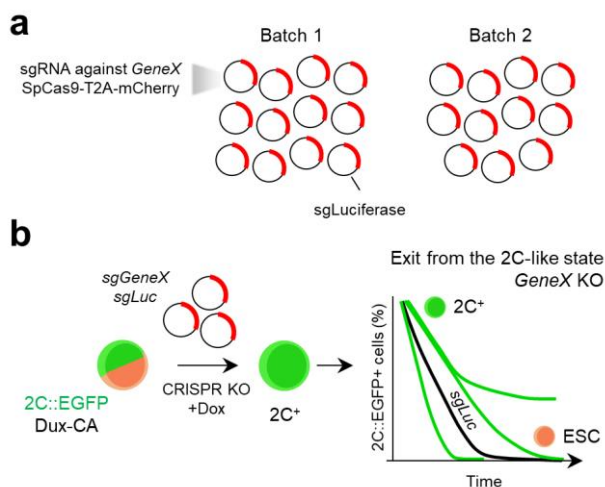 a
Batch 1
Batch 2
sgRNA against GeneX
SpCas9-T2A-mCherry
sgLuciferase
b
Exit from the 2C-like state
GeneX KO
sgGeneX
sgLuc
2C⁺
CRISPR KO
+Dox
2C⁺
2C::EGFP
Dux-CA
2C::EGFP+ cells (%)
sgLuc
ESC
Time